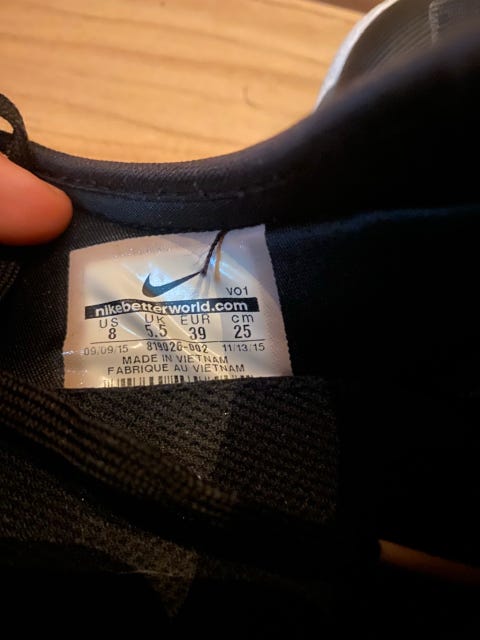 VO1
nikebetterworld.com
US UK EUR cm
8 5.5 39 25
09/09/15 819026-002 11/13/15
MADE IN VIETNAM
FABRIQUE AU VIETNAM